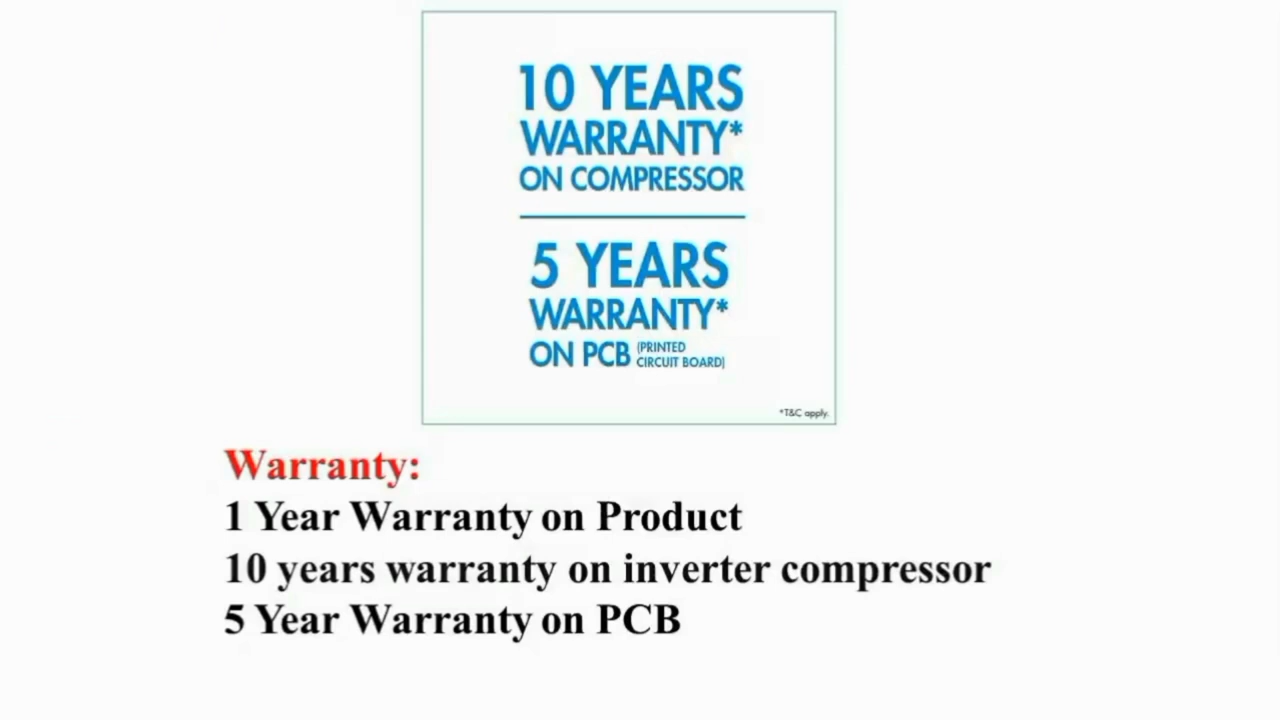 10 YEARS
WARRANTY*
ON COMPRESSOR
5 YEARS
WARRANTY*
ON PCB (PRINTED
CIRCUIT BOARD)
*T&C apply.
Warranty:
1 Year Warranty on Product
10 years warranty on inverter compressor
5 Year Warranty on PCB